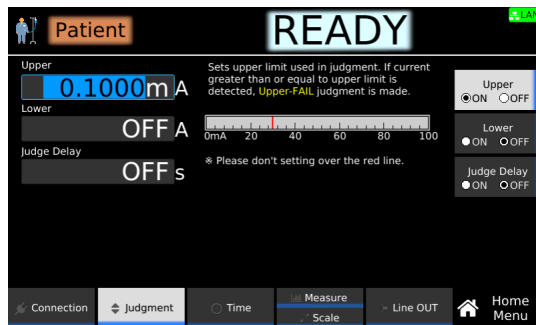 Patient
READY
LAN
Upper
0.1000m A
Lower
OFF A
Judge Delay
OFF s
Sets upper limit used in judgment. If current
greater than or equal to upper limit is
detected, Upper-FAIL judgment is made.
0mA 20 40 60 80 100
※ Please don't setting over the red line.
Upper
ON OFF
Lower
ON OFF
Judge Delay
ON OFF
Connection
Judgment
Time
Measure
Scale
Line OUT
Home
Menu